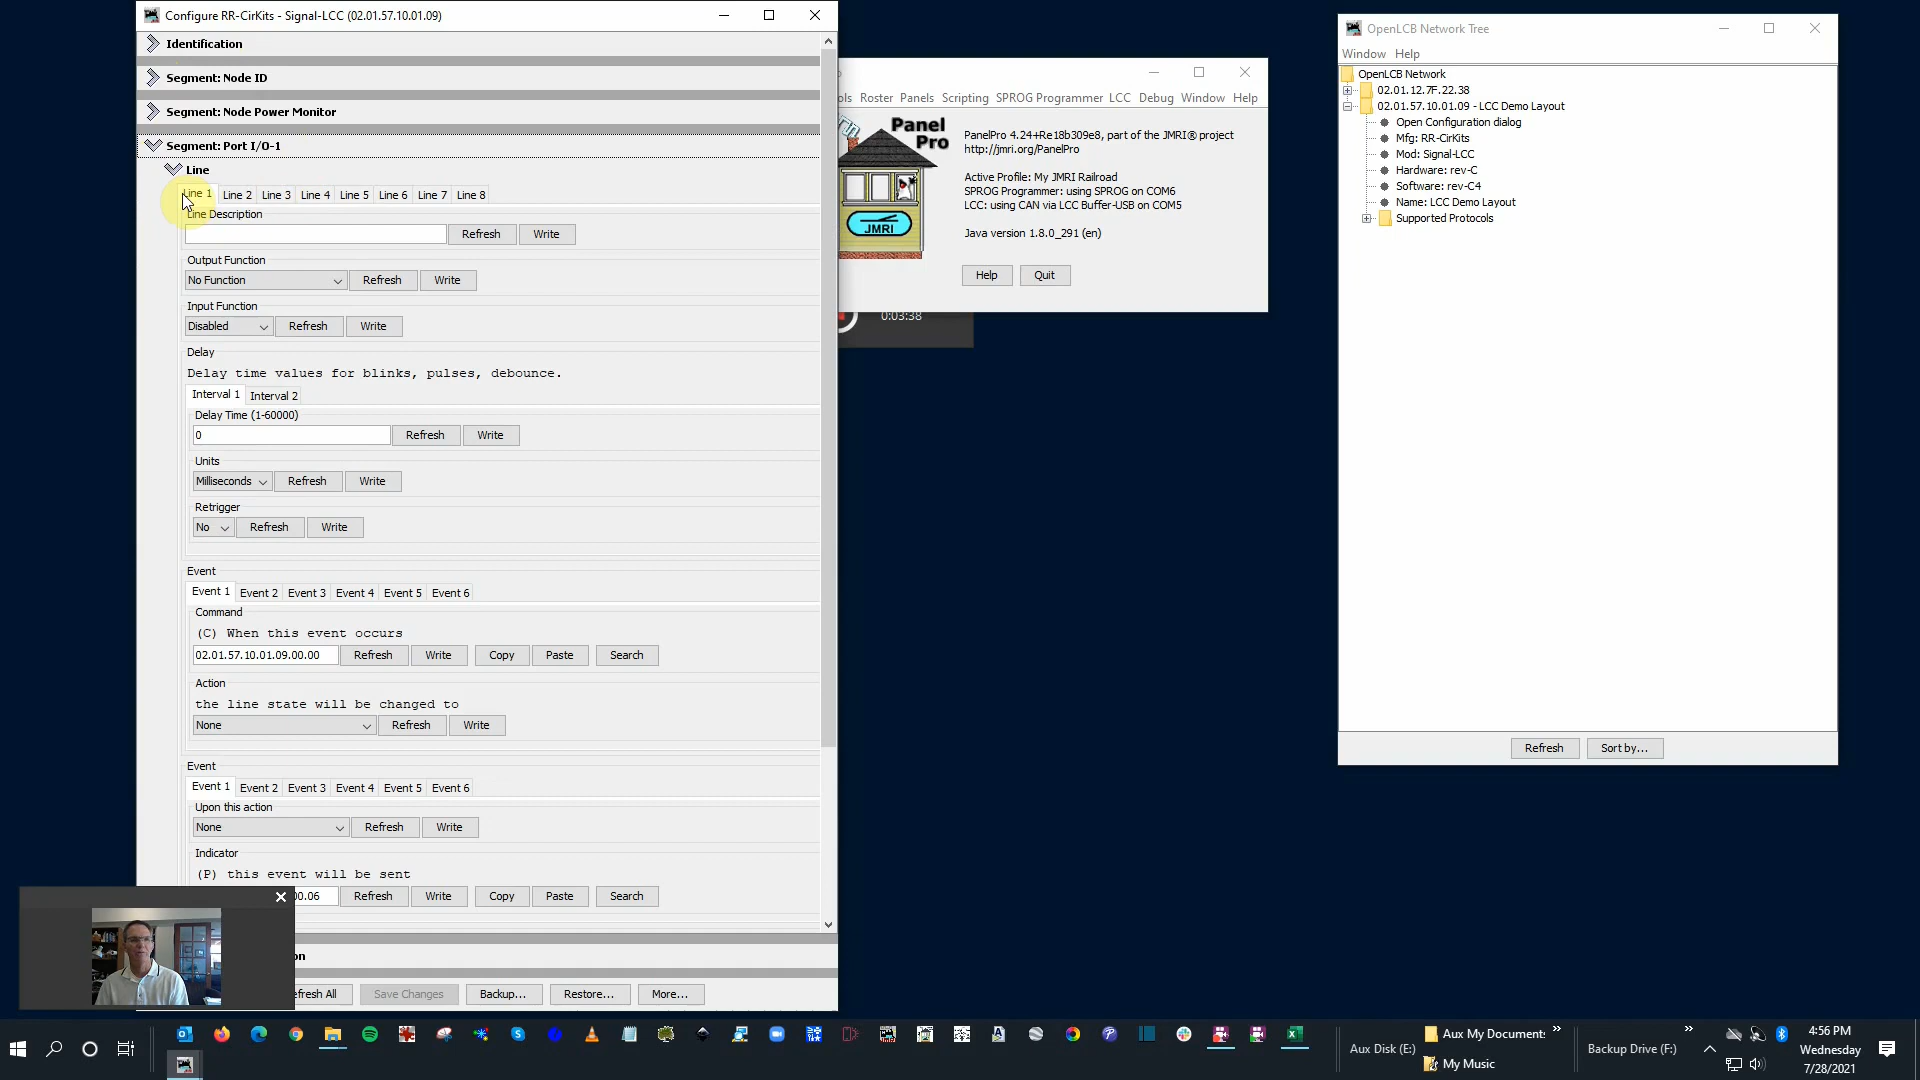 Configure RR-CirKits - Signal-LCC (02.01.57.10.01.09)
Identification
Segment: Node ID
Segment: Node Power Monitor
Segment: Port I/O-1
Line
Line 1 Line 2 Line 3 Line 4 Line 5 Line 6 Line 7 Line 8
Line Description
Refresh Write
Output Function
No Function Refresh Write
Input Function
Disabled Refresh Write
Delay
Delay time values for blinks, pulses, debounce.
Interval 1 Interval 2
Delay Time (1-60000)
0 Refresh Write
Units
Milliseconds Refresh Write
Retrigger
No Refresh Write
Event
Event 1 Event 2 Event 3 Event 4 Event 5 Event 6
Command
(C) When this event occurs
02.01.57.10.01.09.00.00 Refresh Write Copy Paste Search
Action
the line state will be changed to
None Refresh Write
Event
Event 1 Event 2 Event 3 Event 4 Event 5 Event 6
Upon this action
None Refresh Write
Indicator
(P) this event will be sent
00.06 Refresh Write Copy Paste Search
on
efresh All Save Changes Backup... Restore... More...
ols Roster Panels Scripting SPROG Programmer LCC Debug Window Help
Panel
Pro
JMRI
PanelPro 4.24+Re18b309e8, part of the JMRI® project
http://jmri.org/PanelPro
Active Profile: My JMRI Railroad
SPROG Programmer: using SPROG on COM6
LCC: using CAN via LCC Buffer-USB on COM5
Java version 1.8.0_291 (en)
Help Quit
0:03:38
OpenLCB Network Tree
Window Help
OpenLCB Network
02.01.12.7F.22.38
02.01.57.10.01.09 - LCC Demo Layout
Open Configuration dialog
Mfg: RR-CirKits
Mod: Signal-LCC
Hardware: rev-C
Software: rev-C4
Name: LCC Demo Layout
Supported Protocols
Refresh Sort by...
Aux Disk (E:)
Aux My Documents
My Music
Backup Drive (F:)
4:56 PM
Wednesday
7/28/2021